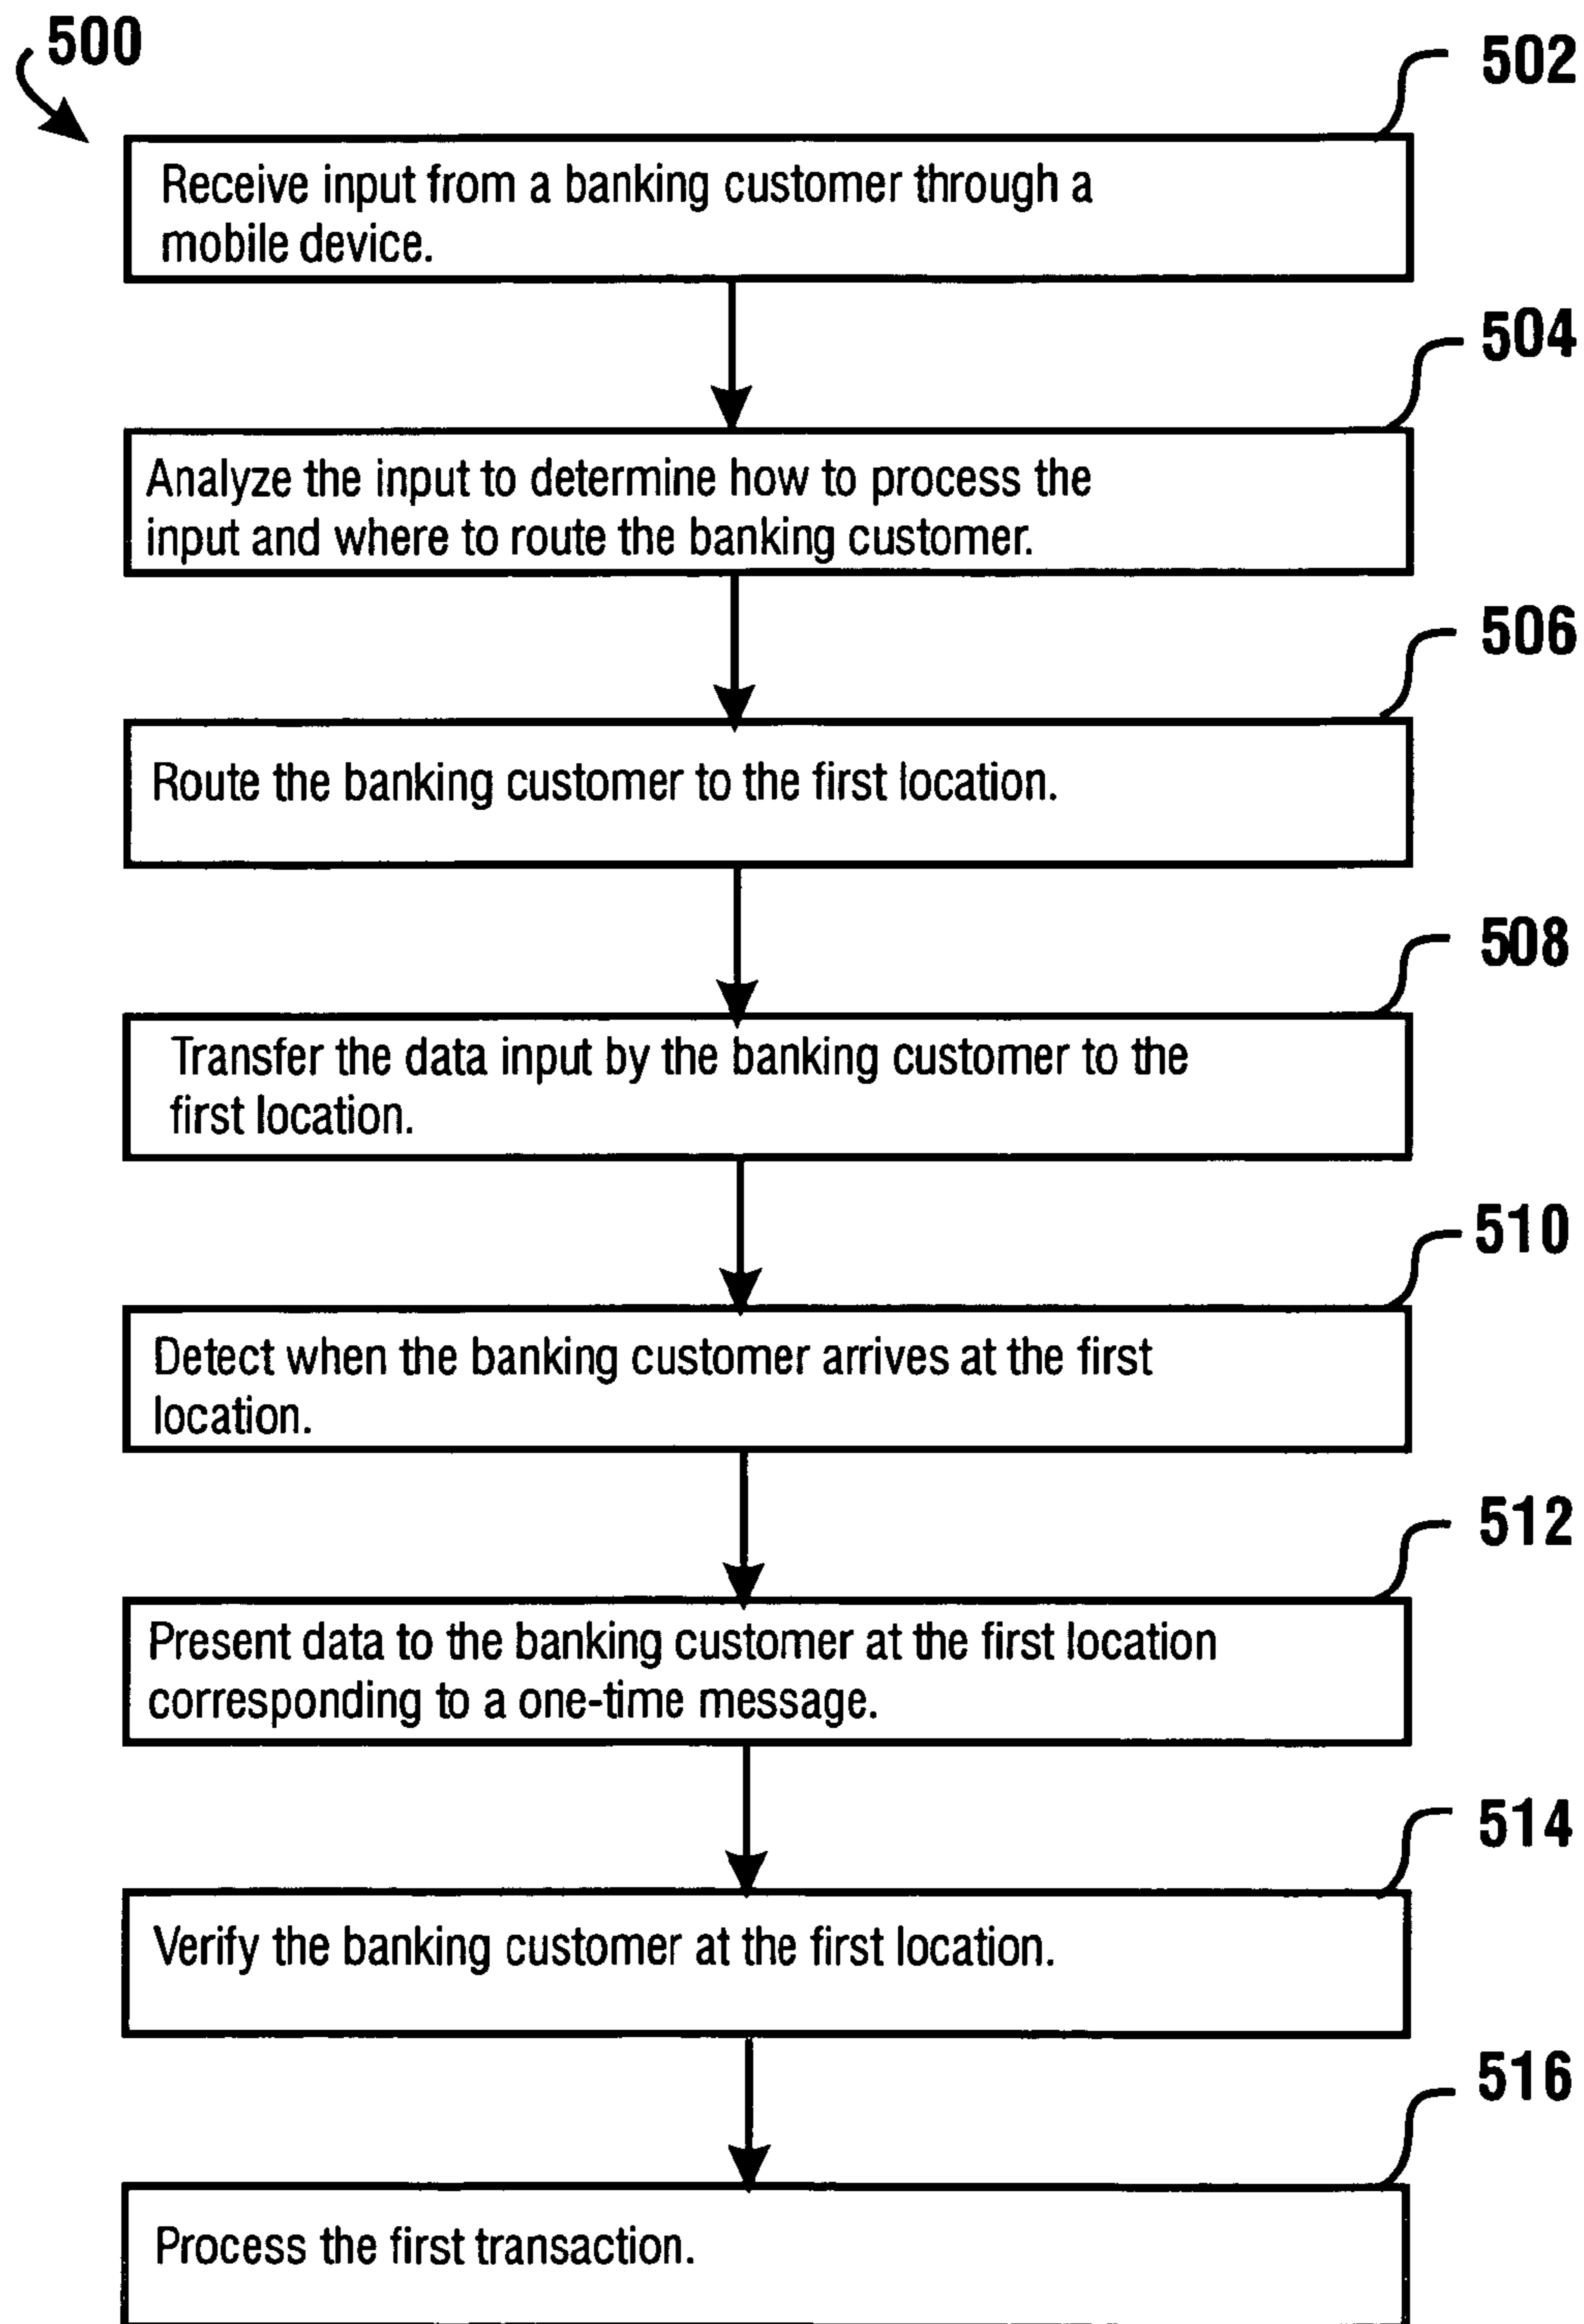 500
502
Receive input from a banking customer through a
mobile device.
504
Analyze the input to determine how to process the
input and where to route the banking customer.
506
Route the banking customer to the first location.
508
Transfer the data input by the banking customer to the
first location.
510
Detect when the banking customer arrives at the first
location.
512
Present data to the banking customer at the first location
corresponding to a one-time message.
514
Verify the banking customer at the first location.
516
Process the first transaction.